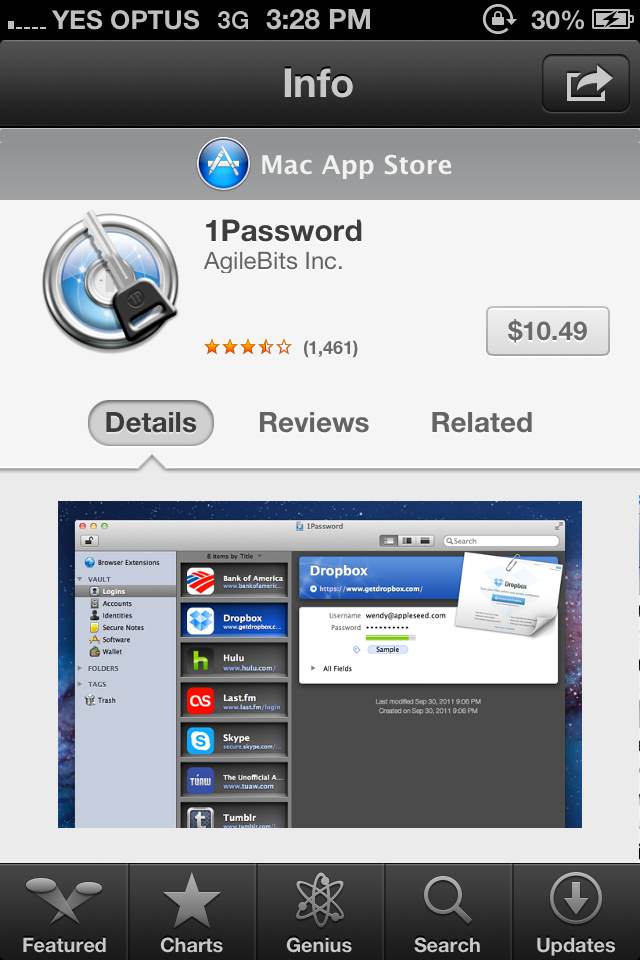 YES OPTUS 3G 3:28 PM 30%
Info
Mac App Store
1Password
AgileBits Inc.
(1,461)
$10.49
Details Reviews Related
1Password
Search
8 items by Title
Browser Extensions
VAULT
Logins
Accounts
Identities
Secure Notes
Software
Wallet
FOLDERS
TAGS
Trash
Bank of America
www.bankofameric...
Dropbox
www.getdropbox.c...
Hulu
www.hulu.com/
Last.fm
www.last.fm/login
Skype
secure.skype.com/...
TUAW
The Unofficial A...
www.tuaw.com
Tumblr
www.tumblr.com/...
Dropbox
https://www.getdropbox.com/
Dropbox
Username wendy@appleseed.com
Password ••••••••••
Sample
All Fields
Last modified Sep 30, 2011 9:06 PM
Created on Sep 30, 2011 9:06 PM
Featured Charts Genius Search Updates